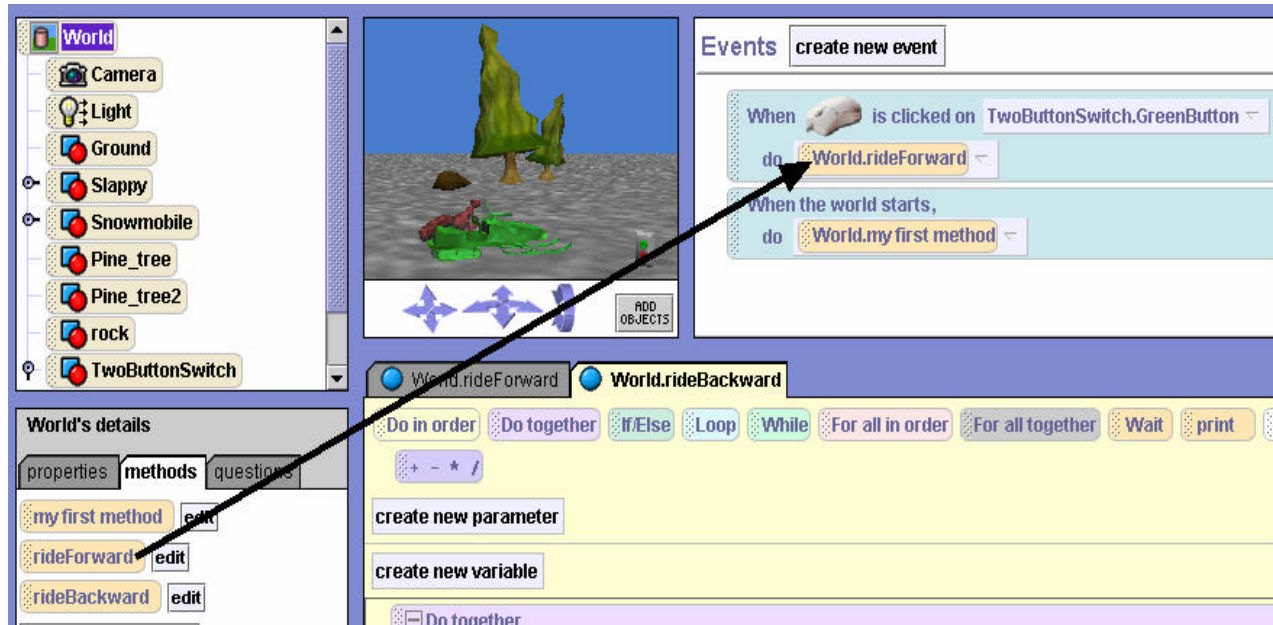 World
Camera
Light
Ground
Slappy
Snowmobile
Pine_tree
Pine_tree2
rock
TwoButtonSwitch
ADD
OBJECTS
Events create new event
When is clicked on TwoButtonSwitch.GreenButton
do World.rideForward
When the world starts,
do World.my first method
World's details
properties methods questions
my first method edit
rideForward edit
rideBackward edit
World.rideForward World.rideBackward
Do in order Do together If/Else Loop While For all in order For all together Wait print
+ - * /
create new parameter
create new variable
Do together